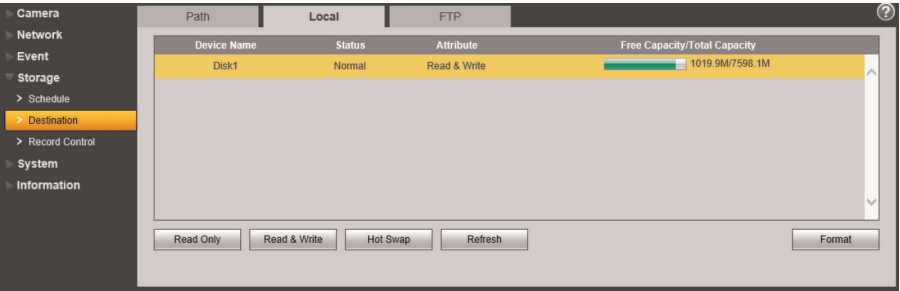 Camera
Network
Event
Storage
> Schedule
> Destination
> Record Control
System
Information
Path Local FTP
?
Device Name Status Attribute Free Capacity/Total Capacity
Disk1 Normal Read & Write 1019.9M/7598.1M
Read Only Read & Write Hot Swap Refresh Format